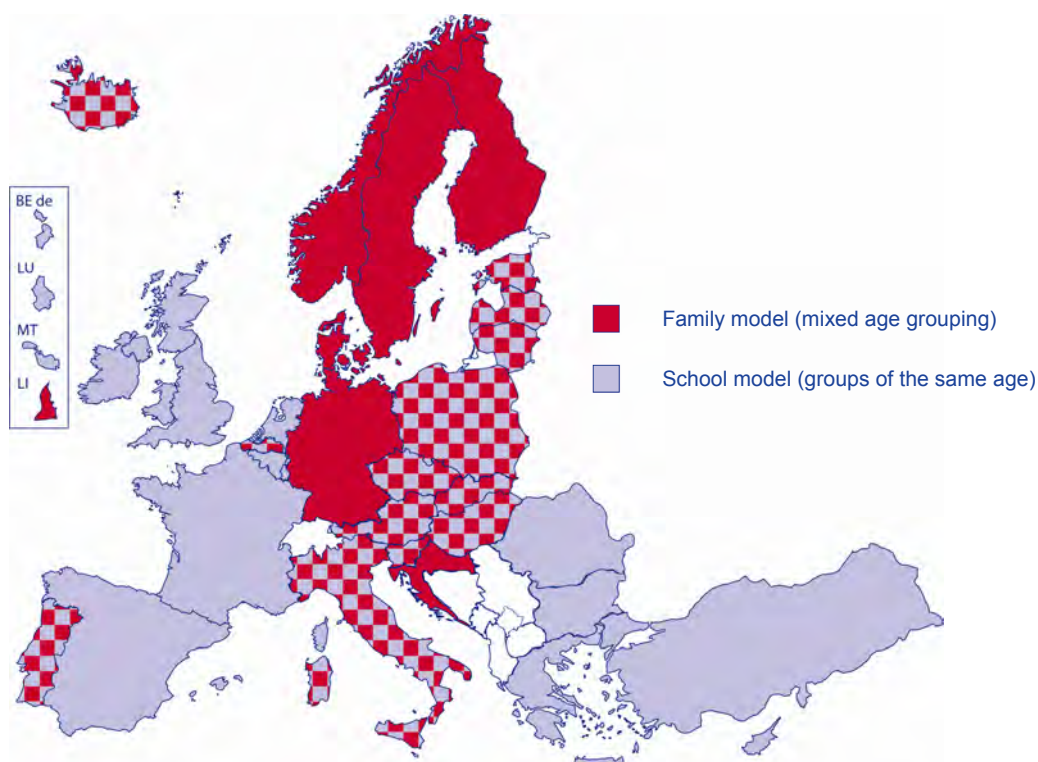 BE de
LU
MT
LI
Family model (mixed age grouping)
School model (groups of the same age)